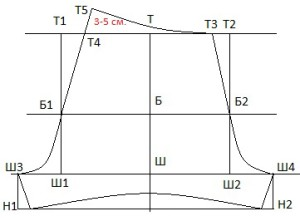 Т5
Т1 3-5 см. Т Т3 Т2
Т4
Б1 Б Б2
Ш3 Ш Ш4
Ш1 Ш2
Н1 Н2